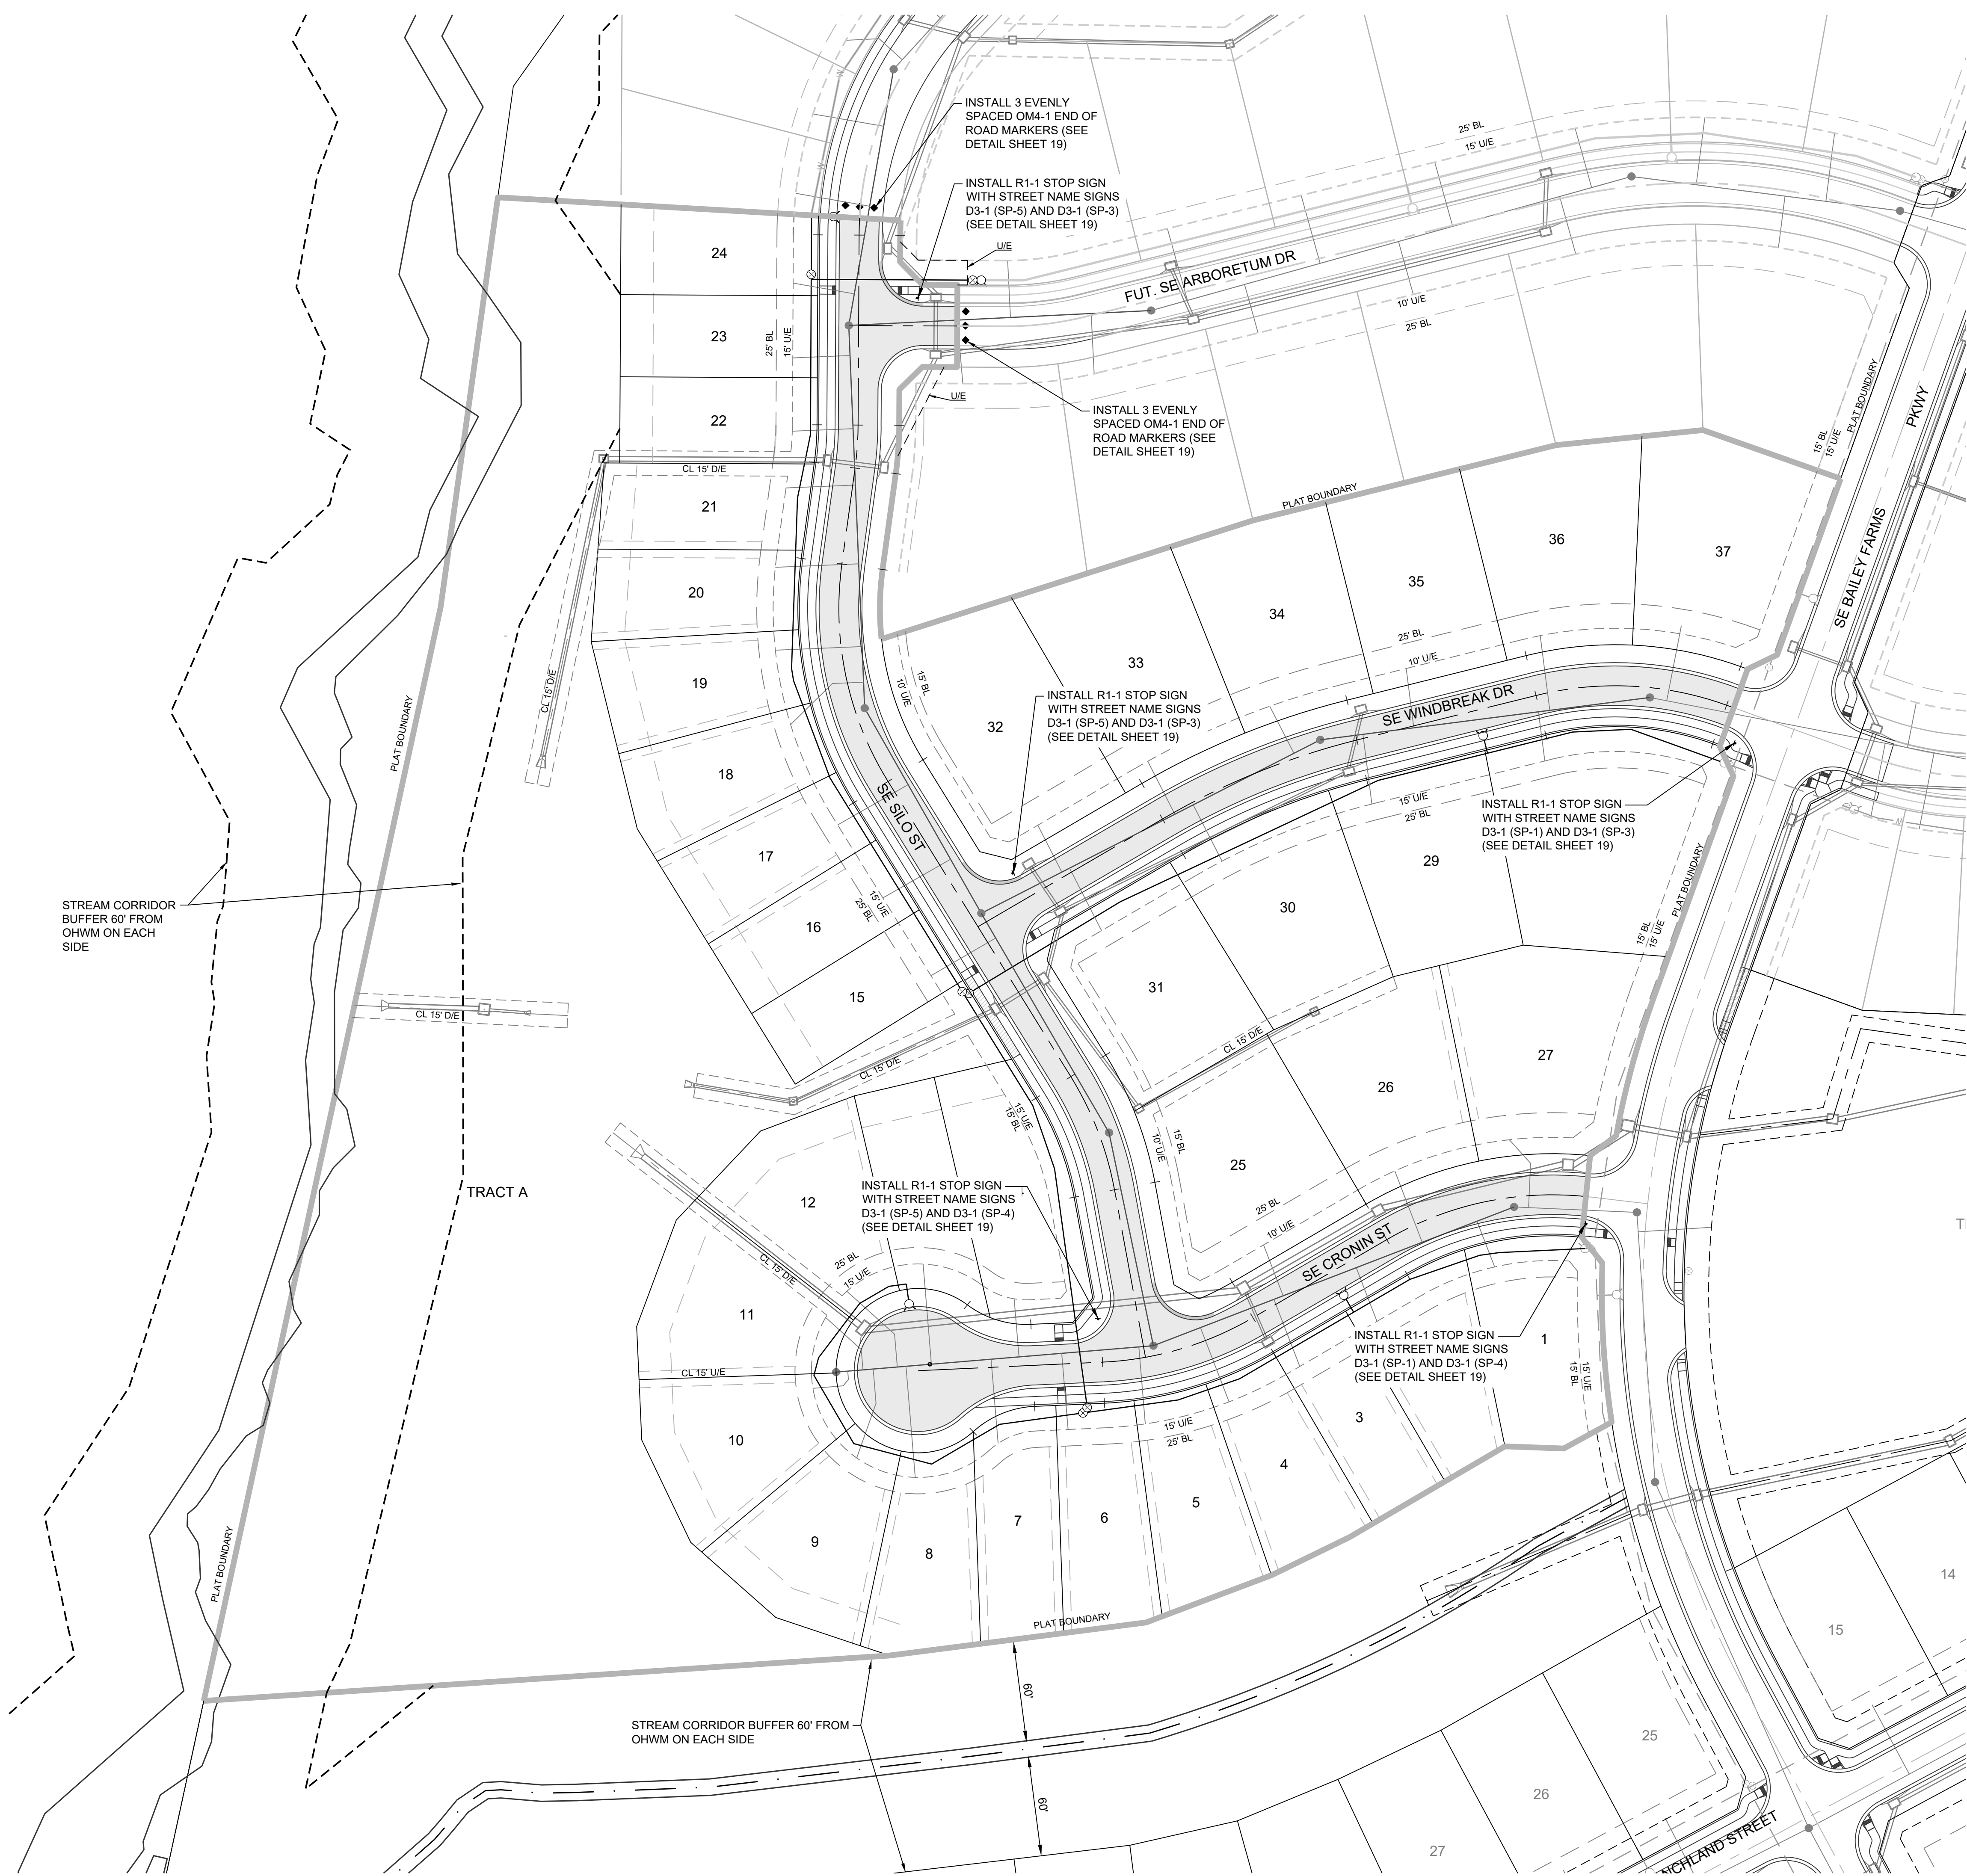 INSTALL 3 EVENLY
SPACED OM4-1 END OF
ROAD MARKERS (SEE
DETAIL SHEET 19)
25' BL
15' U/E
INSTALL R1-1 STOP SIGN
WITH STREET NAME SIGNS
D3-1 (SP-5) AND D3-1 (SP-3)
(SEE DETAIL SHEET 19)
U/E
24
FUT. SE ARBORETUM DR
10' U/E
25' BL
23
25' BL
15' U/E
U/E
22
INSTALL 3 EVENLY
SPACED OM4-1 END OF
ROAD MARKERS (SEE
DETAIL SHEET 19)
PLAT BOUNDARY
15' BL
15' U/E
PKWY
CL 15' D/E
21
PLAT BOUNDARY
36
37
SE BAILEY FARMS
20
35
34
33
25' BL
10' U/E
19
CL 15' D/E
PLAT BOUNDARY
15' BL
10' U/E
32
INSTALL R1-1 STOP SIGN
WITH STREET NAME SIGNS
D3-1 (SP-5) AND D3-1 (SP-3)
(SEE DETAIL SHEET 19)
SE WINDBREAK DR
18
SE SILO ST
15' U/E
25' BL
INSTALL R1-1 STOP SIGN
WITH STREET NAME SIGNS
D3-1 (SP-1) AND D3-1 (SP-3)
(SEE DETAIL SHEET 19)
17
29
PLAT BOUNDARY
STREAM CORRIDOR
BUFFER 60' FROM
OHWM ON EACH
SIDE
15' U/E
25' BL
16
30
15' BL
15' U/E
15
31
CL 15' D/E
CL 15' D/E
27
CL 15' D/E
26
15' U/E
15' BL
15' BL
10' U/E
25
TRACT A
12
INSTALL R1-1 STOP SIGN
WITH STREET NAME SIGNS
D3-1 (SP-5) AND D3-1 (SP-4)
(SEE DETAIL SHEET 19)
25' BL
10' U/E
SE CRONIN ST
CL 15' D/E
25' BL
15' U/E
11
INSTALL R1-1 STOP SIGN
WITH STREET NAME SIGNS
D3-1 (SP-1) AND D3-1 (SP-4)
(SEE DETAIL SHEET 19)
1
15' U/E
15' BL
CL 15' U/E
3
15' U/E
25' BL
10
4
5
6
7
9
8
PLAT BOUNDARY
PLAT BOUNDARY
14
15
60'
STREAM CORRIDOR BUFFER 60' FROM
OHWM ON EACH SIDE
25
26
60'
27
NCHLAND STREET